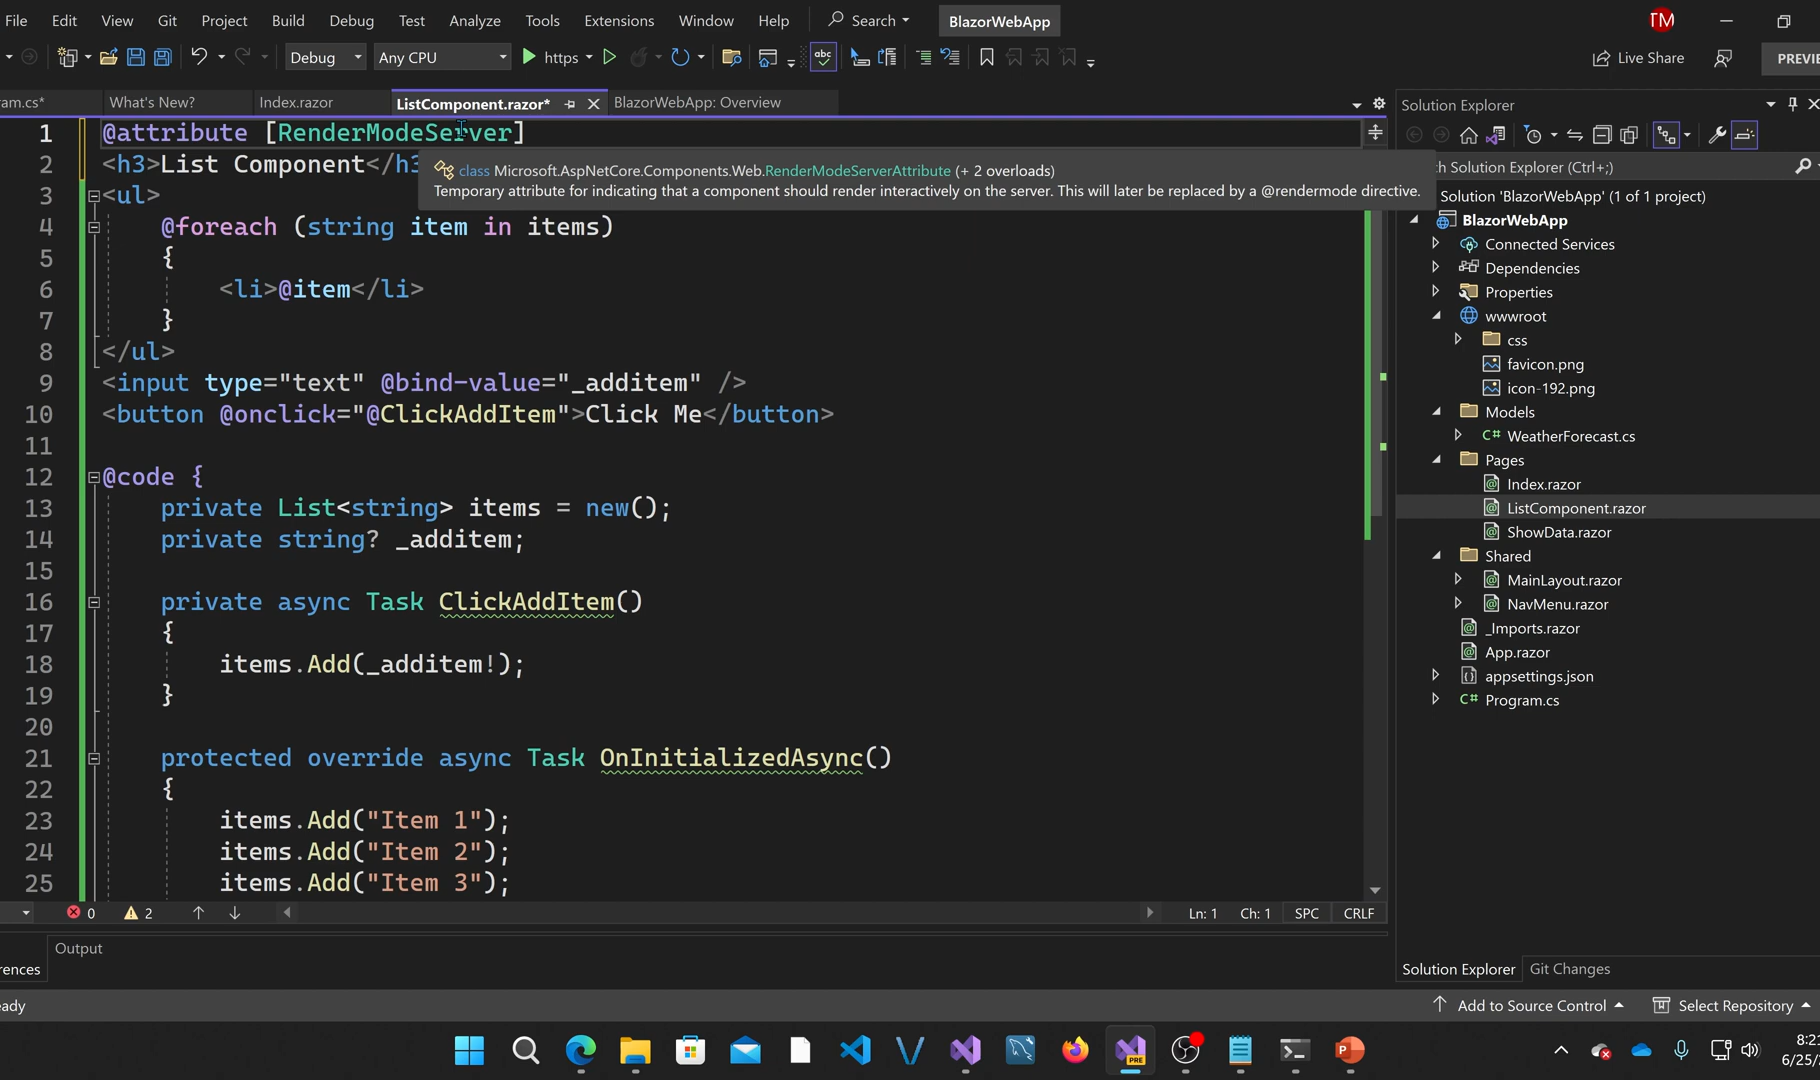 File Edit View Git Project Build Debug Test Analyze Tools Extensions Window Help Search BlazorWebApp TM
Debug Any CPU https abc Live Share PREVIE
am.cs* What's New? Index.razor ListComponent.razor* BlazorWebApp: Overview
1 @attribute [RenderModeServer]
2 <h3>List Component</h3
class Microsoft.AspNetCore.Components.Web.RenderModeServerAttribute (+ 2 overloads)
Temporary attribute for indicating that a component should render interactively on the server. This will later be replaced by a @rendermode directive.
3 <ul>
4 @foreach (string item in items)
5 {
6 <li>@item</li>
7 }
8 </ul>
9 <input type="text" @bind-value="_additem" />
10 <button @onclick="@ClickAddItem">Click Me</button>
11
12 @code {
13 private List<string> items = new();
14 private string? _additem;
15
16 private async Task ClickAddItem()
17 {
18 items.Add(_additem!);
19 }
20
21 protected override async Task OnInitializedAsync()
22 {
23 items.Add("Item 1");
24 items.Add("Item 2");
25 items.Add("Item 3");
0 2 Ln: 1 Ch: 1 SPC CRLF
Output
rences
Solution Explorer
ch Solution Explorer (Ctrl+;)
Solution 'BlazorWebApp' (1 of 1 project)
BlazorWebApp
Connected Services
Dependencies
Properties
wwwroot
css
favicon.png
icon-192.png
Models
C# WeatherForecast.cs
Pages
Index.razor
ListComponent.razor
ShowData.razor
Shared
MainLayout.razor
NavMenu.razor
_Imports.razor
App.razor
appsettings.json
C# Program.cs
Solution Explorer Git Changes
ady Add to Source Control Select Repository
PRE
8:21
6/25/